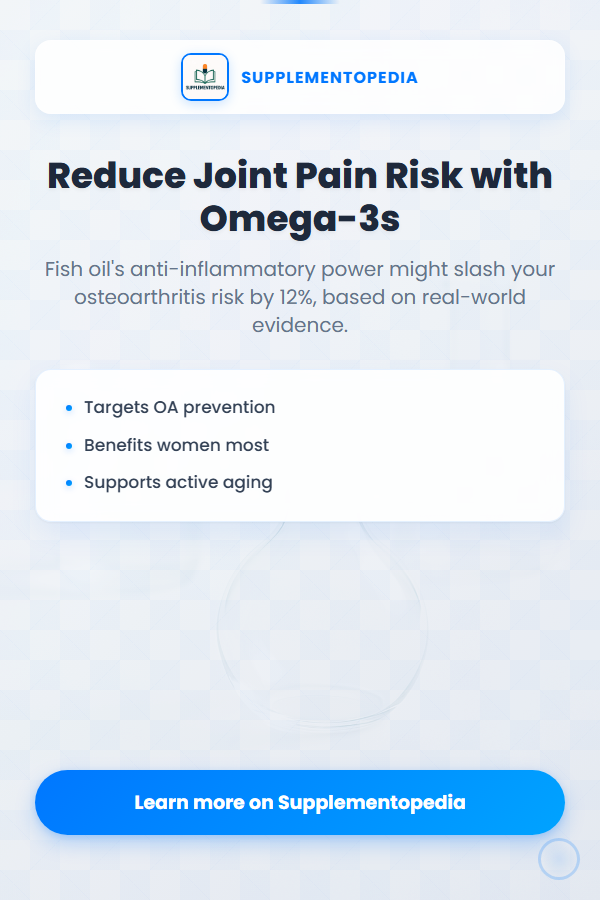 SUPPLEMENTOPEDIA
SUPPLEMENTOPEDIA
Reduce Joint Pain Risk with
Omega-3s
Fish oil's anti-inflammatory power might slash your
osteoarthritis risk by 12%, based on real-world
evidence.
Targets OA prevention
Benefits women most
Supports active aging
Learn more on Supplementopedia